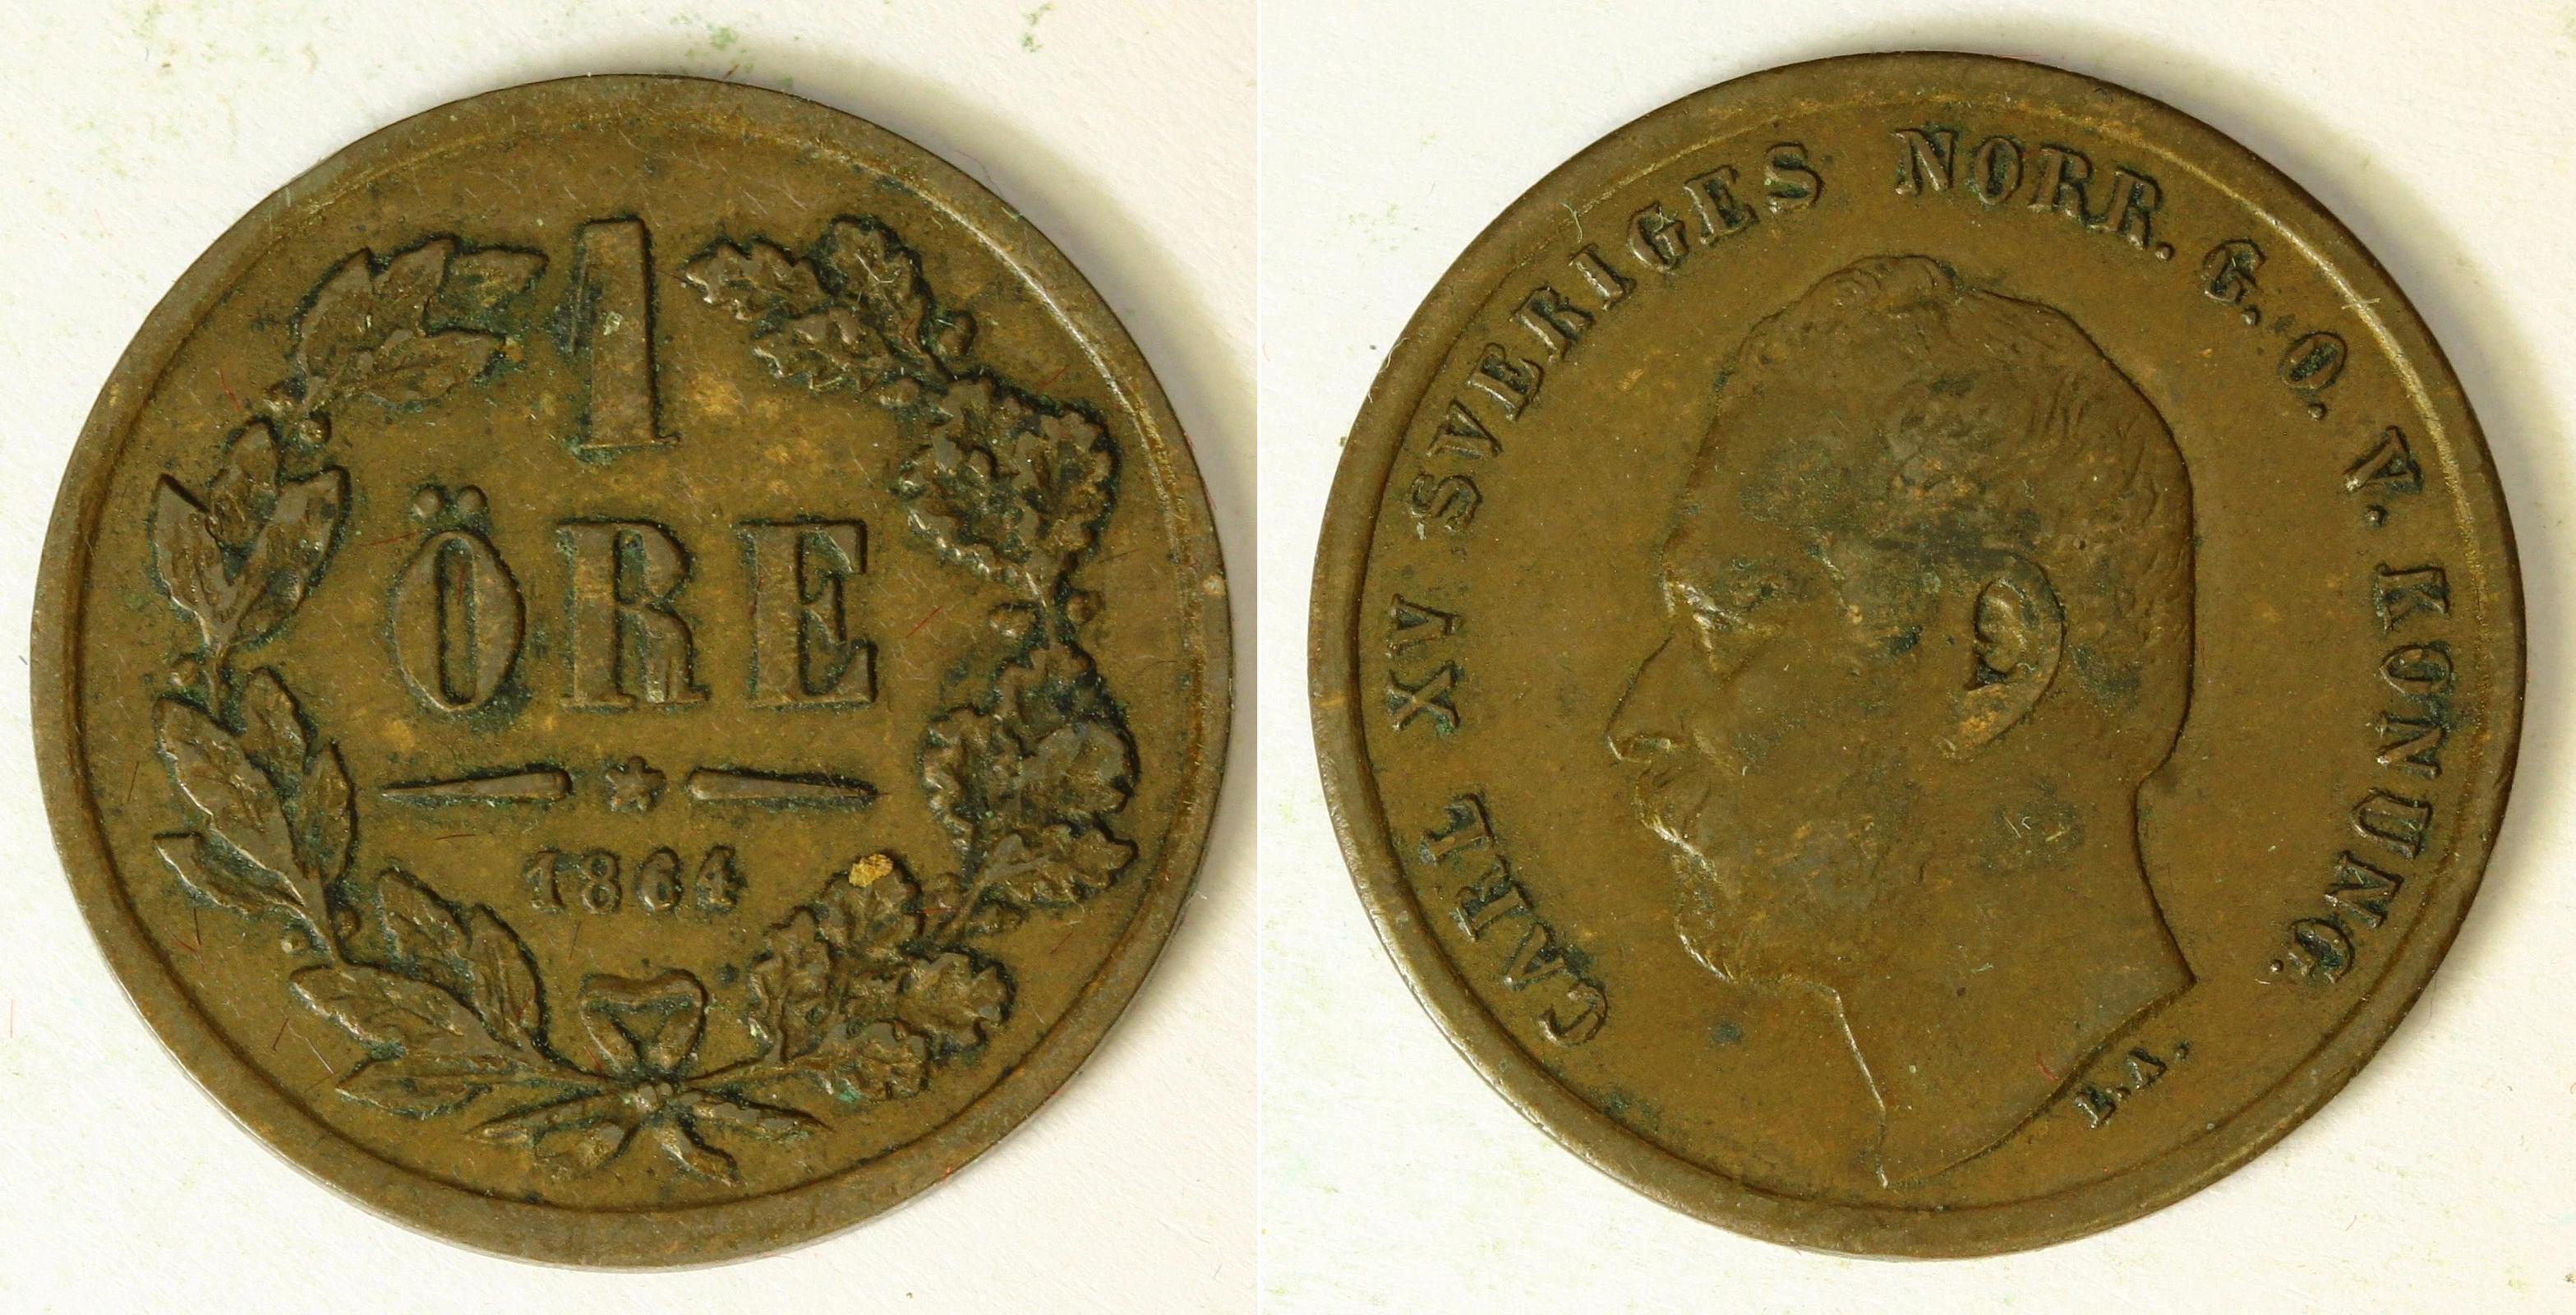 1
ÖRE
1864
CARL XV SVERIGES NORR. G. O. V. KONUNG.
L.A.